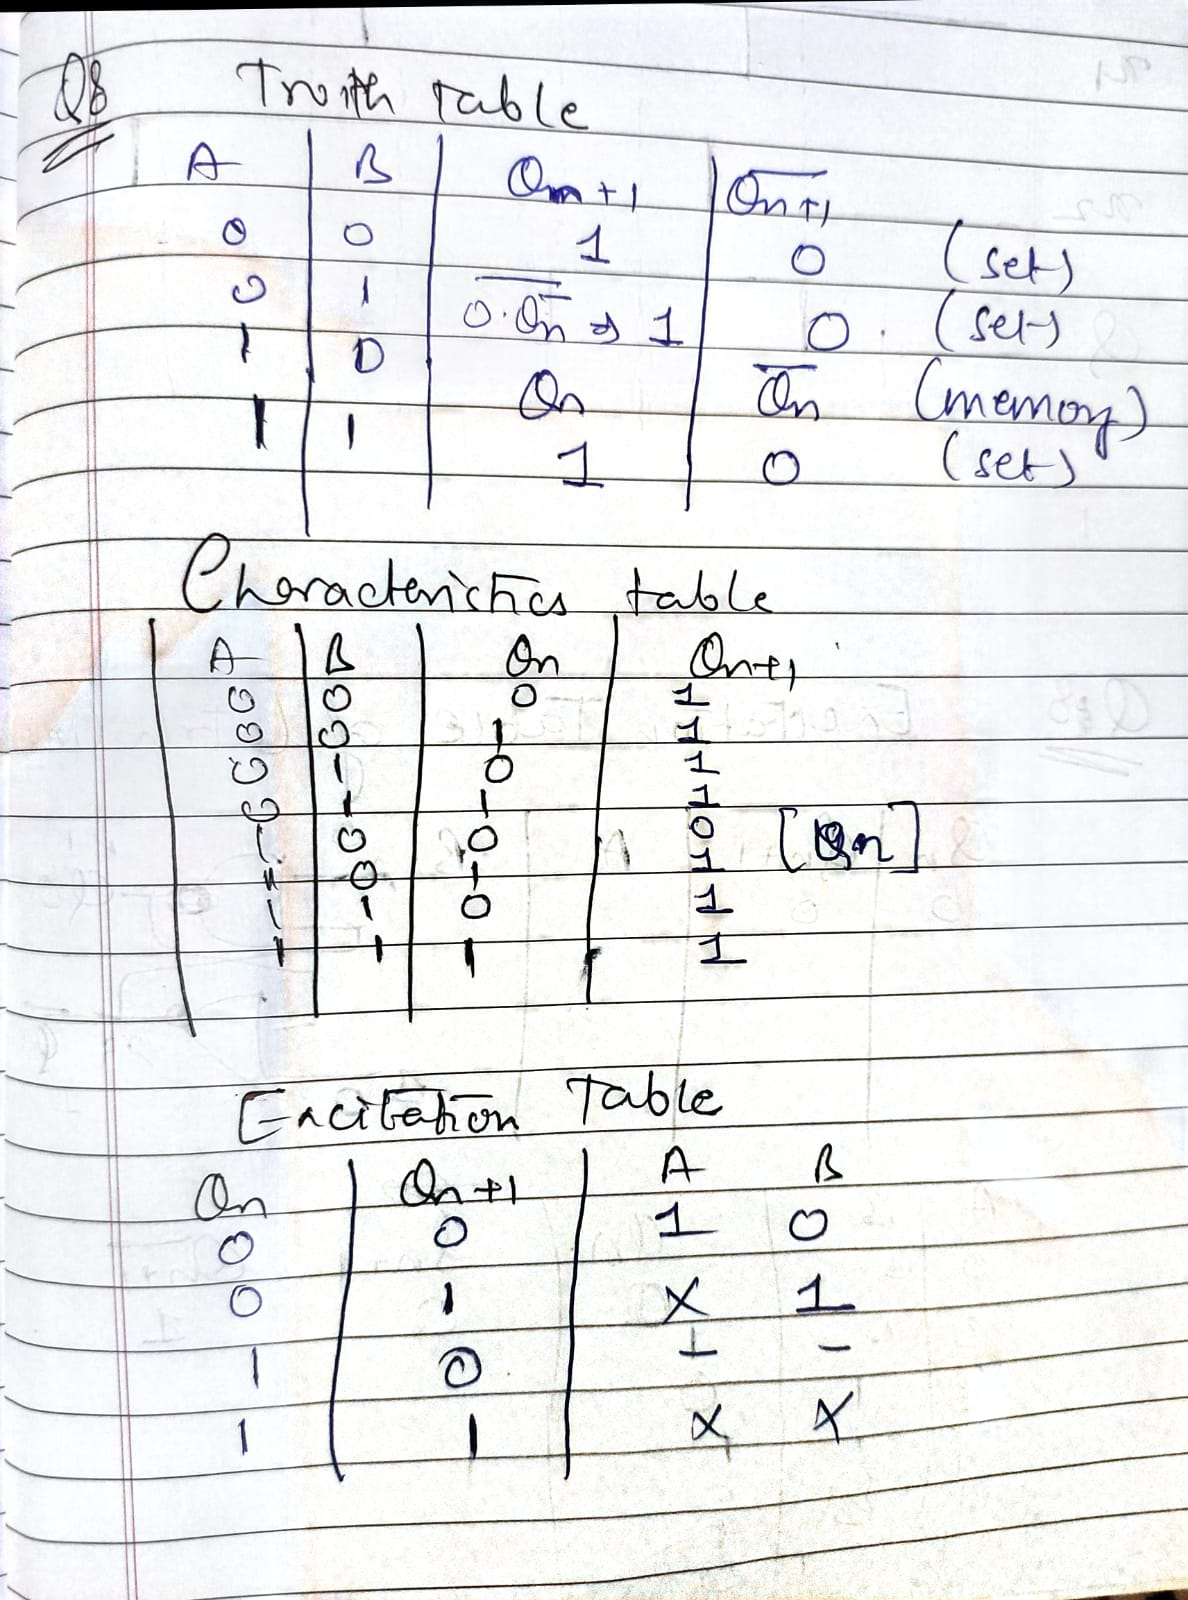 Q8 Truth Table
A B Qn+1 Q̅n̅+̅1̅
0 0 1 0 (set)
0 1 0·Q̅n ⇒ 1 0 (set)
1 0 Qn Q̅n (memory)
1 1 1 0 (set)
Characteristics table
A B Qn Qn+1
0 0 0 1
0 0 1 1
0 1 0 1
0 1 1 1
1 0 0 0 [Qn]
1 0 1 1
1 1 0 1
1 1 1 1
Excitation Table
Qn Qn+1 A B
0 0 1 0
0 1 X 1
1 0 – –
1 1 X X